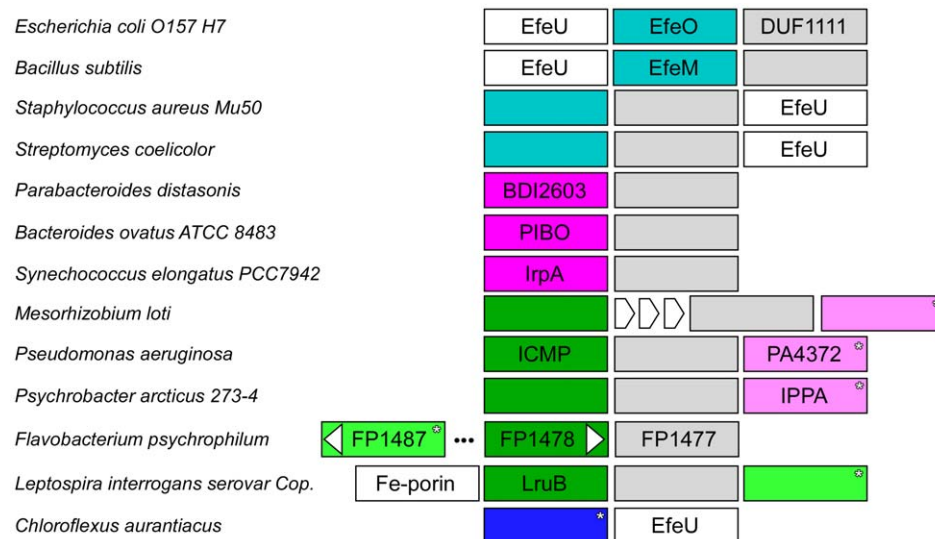 Escherichia coli O157 H7 EfeU EfeO DUF1111
Bacillus subtilis EfeU EfeM
Staphylococcus aureus Mu50 EfeU
Streptomyces coelicolor EfeU
Parabacteroides distasonis BDI2603
Bacteroides ovatus ATCC 8483 PIBO
Synechococcus elongatus PCC7942 IrpA
Mesorhizobium loti *
Pseudomonas aeruginosa ICMP PA4372 *
Psychrobacter arcticus 273-4 IPPA *
Flavobacterium psychrophilum FP1487 * ••• FP1478 FP1477
Leptospira interrogans serovar Cop. Fe-porin LruB *
Chloroflexus aurantiacus * EfeU